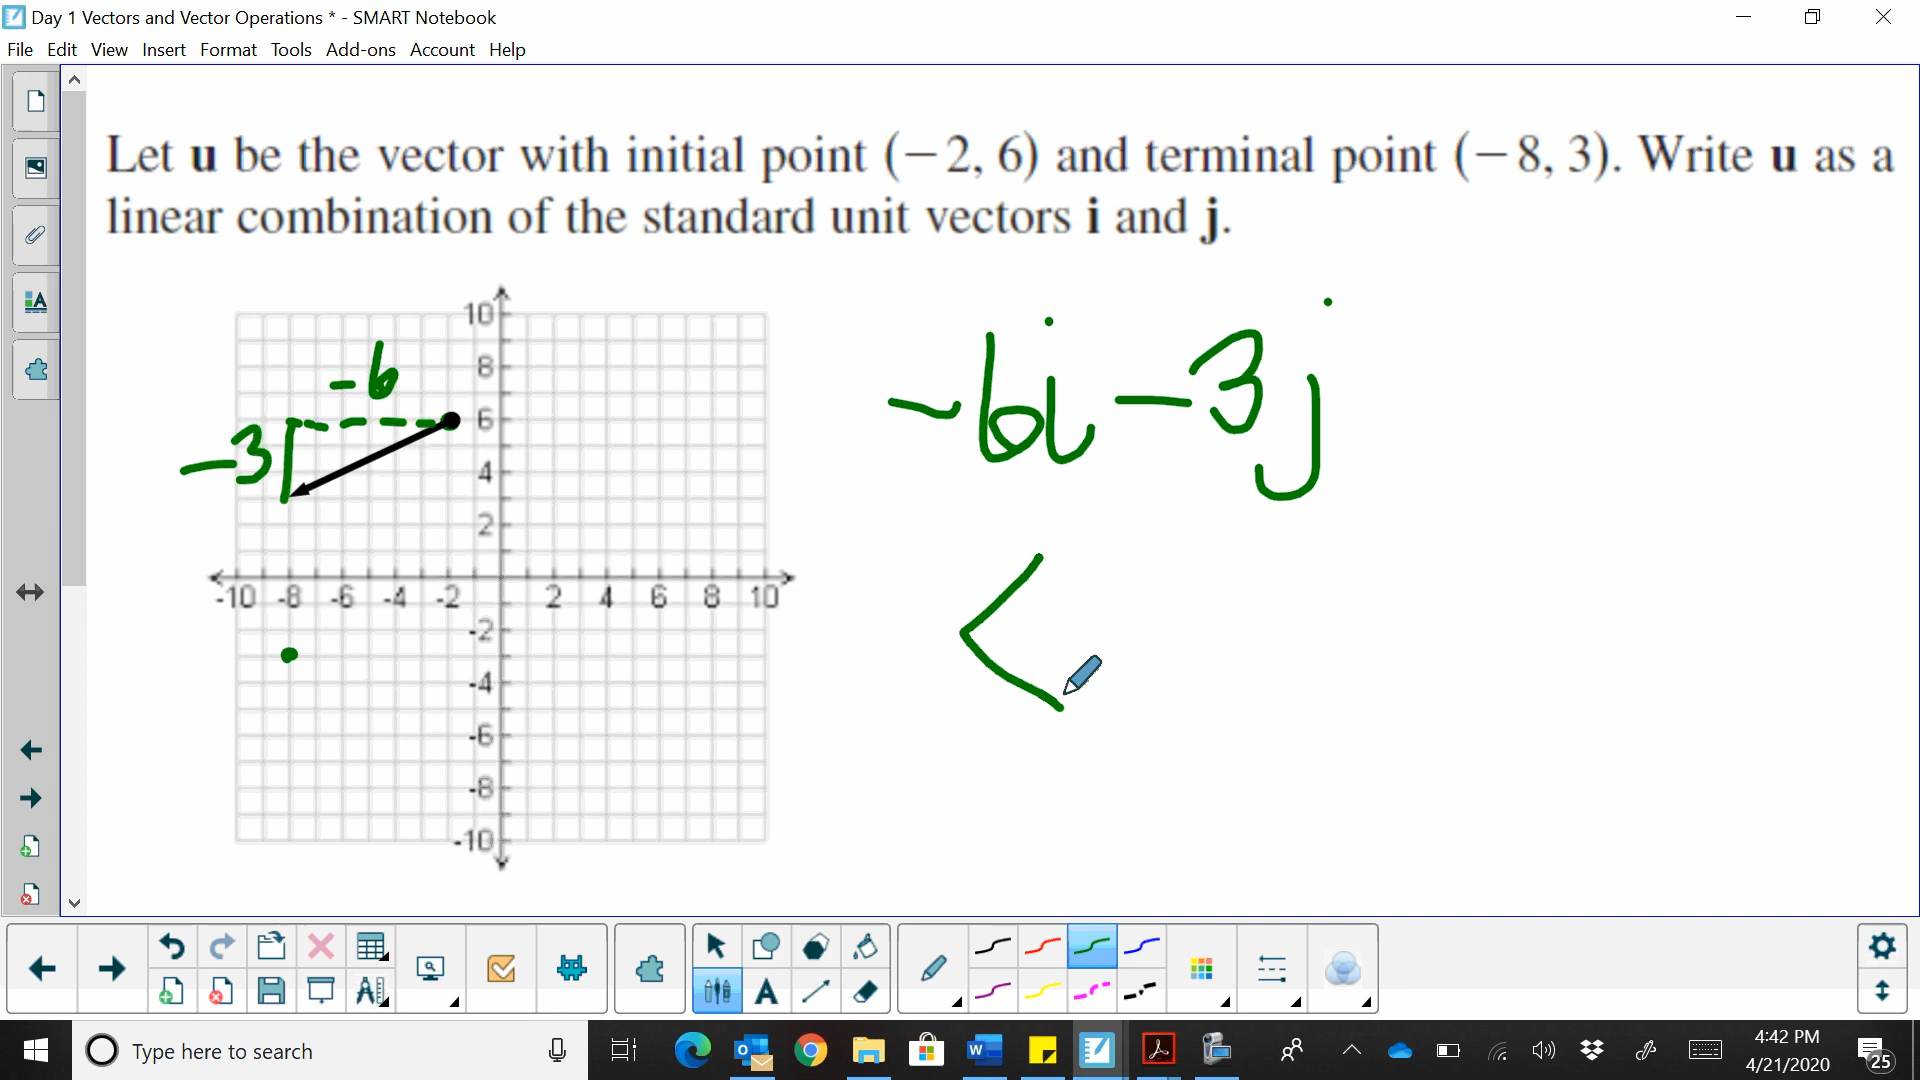 Day 1 Vectors and Vector Operations * - SMART Notebook
File Edit View Insert Format Tools Add-ons Account Help
Let u be the vector with initial point (−2, 6) and terminal point (−8, 3). Write u as a
linear combination of the standard unit vectors i and j.
10
8
6
4
2
-10 -8 -6 -4 -2 2 4 6 8 10
-2
-4
-6
-8
-10
-6
-3
-6i - 3j
<
Type here to search
4:42 PM
4/21/2020
25